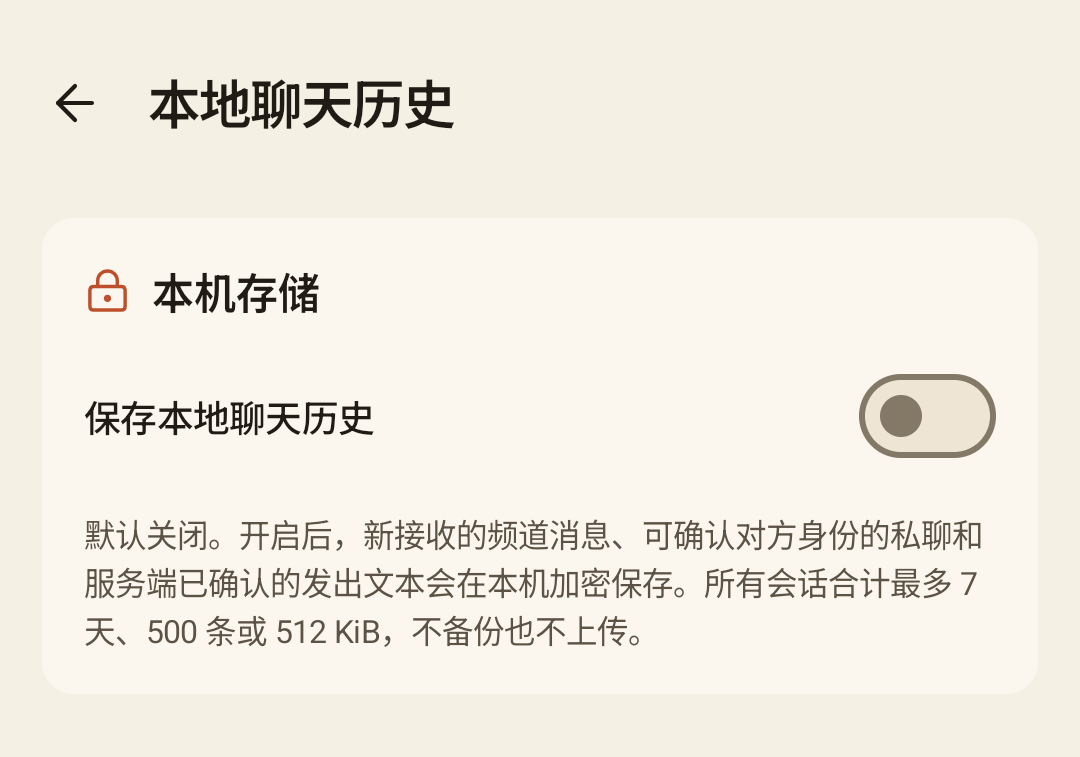 本地聊天历史
本机存储
保存本地聊天历史
默认关闭。开启后，新接收的频道消息、可确认对方身份的私聊和
服务端已确认的发出文本会在本机加密保存。所有会话合计最多 7
天、500 条或 512 KiB，不备份也不上传。